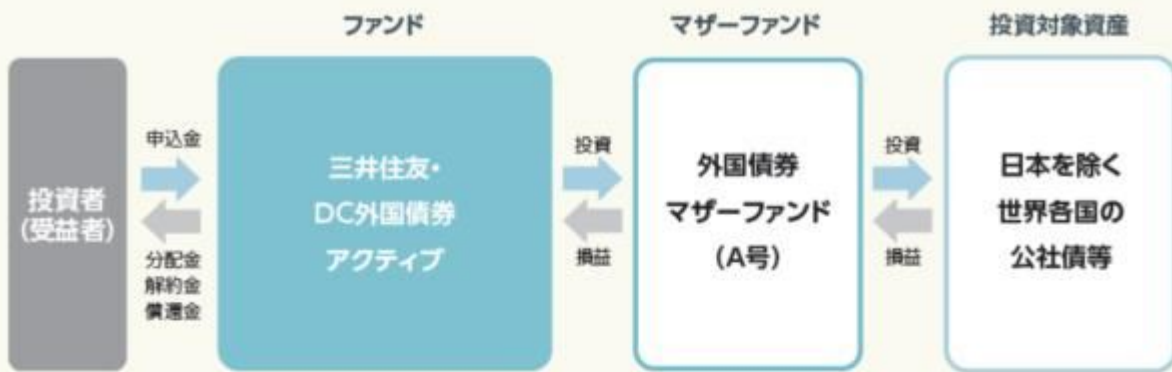 ファンド
マザーファンド
投資対象資産
投資者
(受益者)
申込金
分配金
解約金
償還金
三井住友・
DC外国債券
アクティブ
投資
損益
外国債券
マザーファンド
(A号)
投資
損益
日本を除く
世界各国の
公社債等